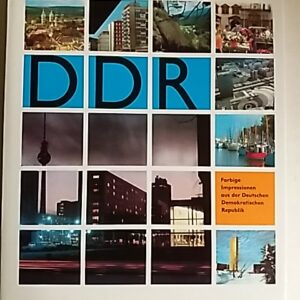 DDR
Farbige
Impressionen
aus der Deutschen
Demokratischen
Republik